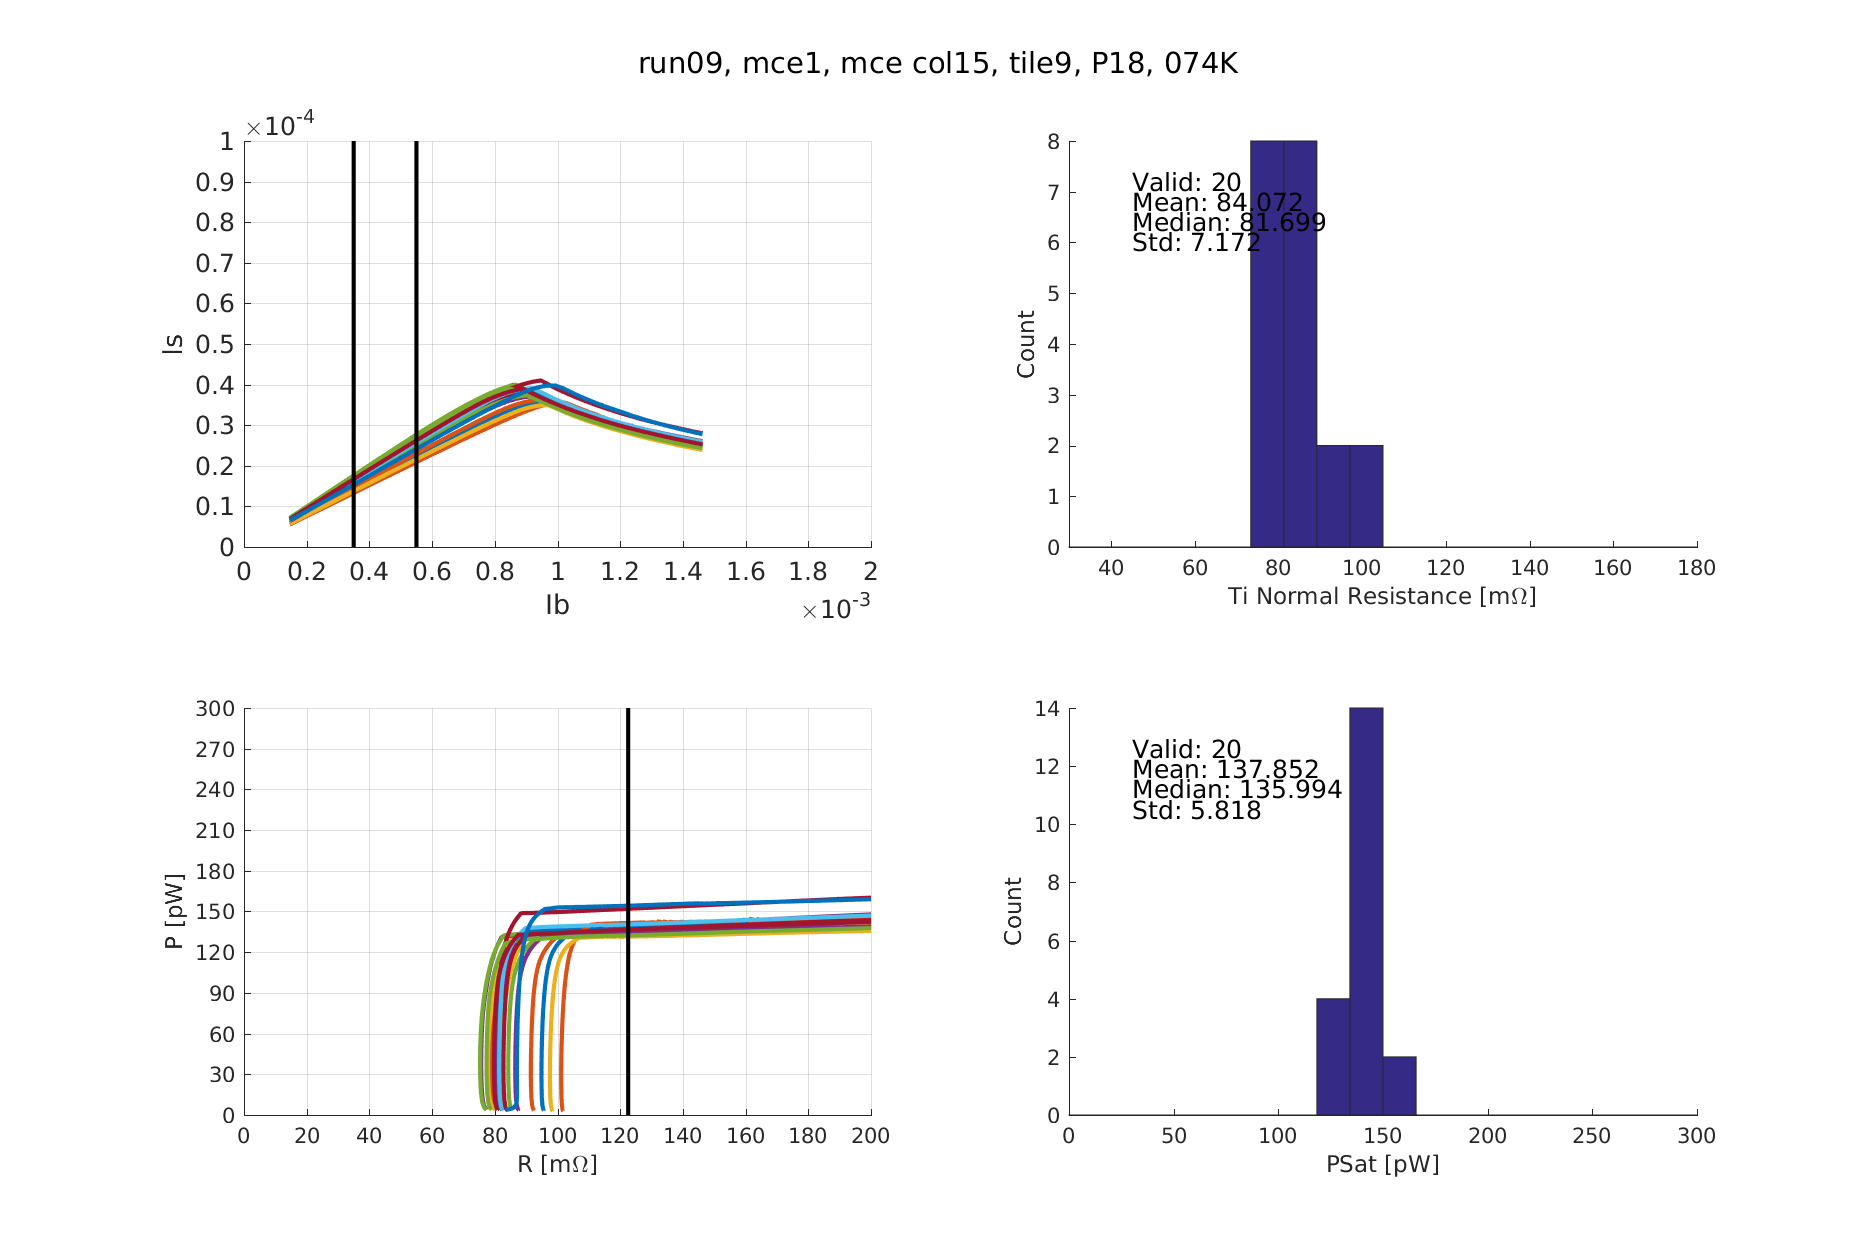 run09, mce1, mce col15, tile9, P18, 074K
×10-4
1
0.9
0.8
0.7
0.6
0.5
0.4
0.3
0.2
0.1
0
Is
0 0.2 0.4 0.6 0.8 1 1.2 1.4 1.6 1.8 2
Ib
×10-3
8
7
6
5
4
3
2
1
0
Count
Valid: 20
Mean: 84.072
Median: 81.699
Std: 7.172
40 60 80 100 120 140 160 180
Ti Normal Resistance [mΩ]
300
270
240
210
180
150
120
90
60
30
0
P [pW]
0 20 40 60 80 100 120 140 160 180 200
R [mΩ]
14
12
10
8
6
4
2
0
Count
Valid: 20
Mean: 137.852
Median: 135.994
Std: 5.818
0 50 100 150 200 250 300
PSat [pW]